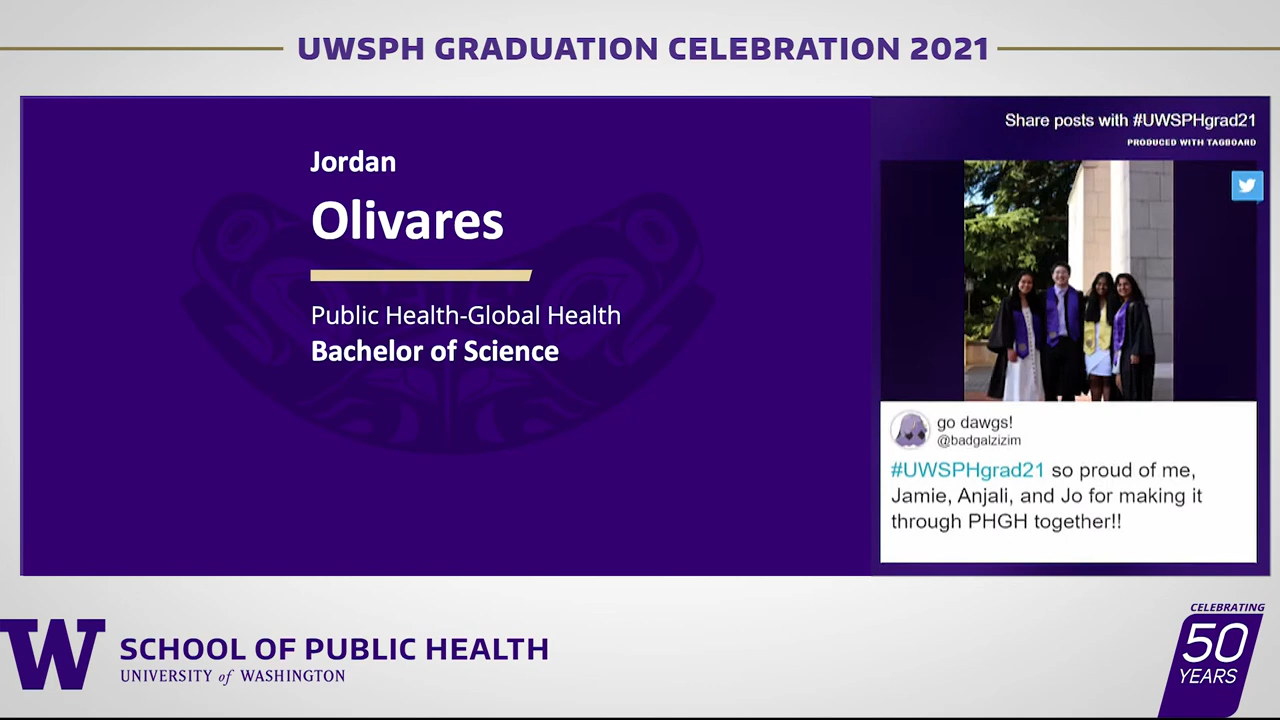 UWSPH GRADUATION CELEBRATION 2021
Jordan
Olivares
Public Health-Global Health
Bachelor of Science
Share posts with #UWSPHgrad21
PRODUCED WITH TAGBOARD
go dawgs!
@badgalzizim
#UWSPHgrad21 so proud of me,
Jamie, Anjali, and Jo for making it
through PHGH together!!
W
SCHOOL OF PUBLIC HEALTH
UNIVERSITY of WASHINGTON
CELEBRATING
50
YEARS